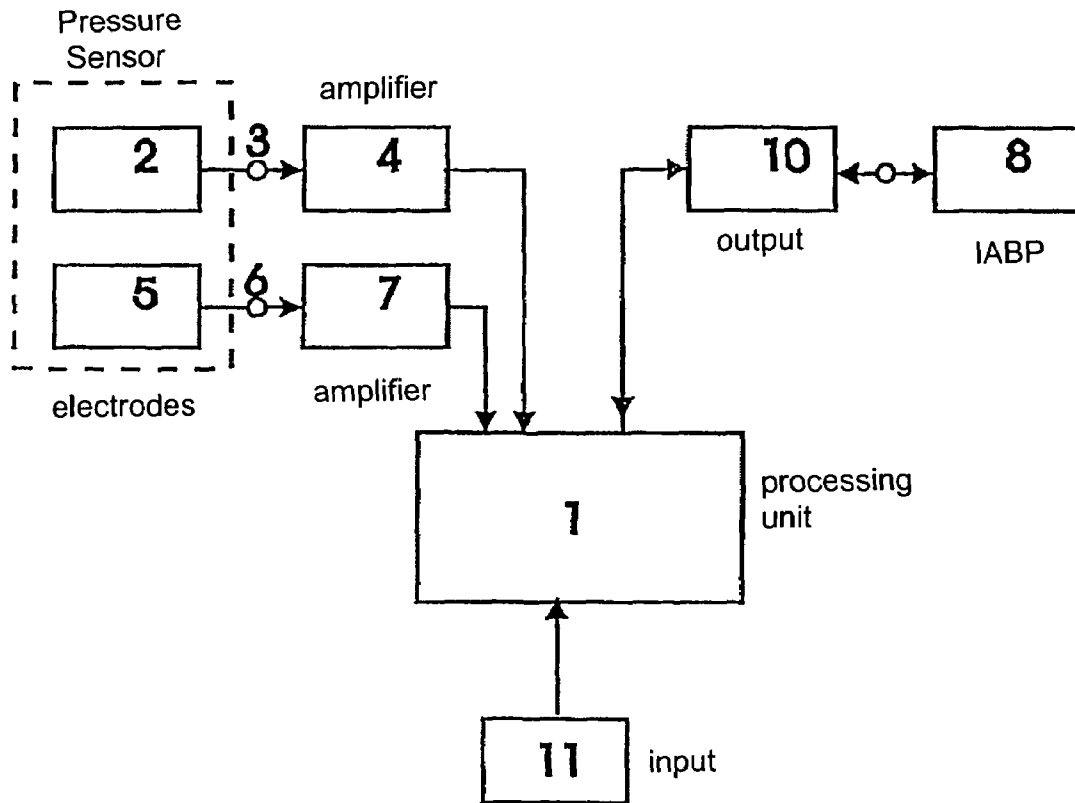 Pressure
Sensor
amplifier
2
3
4
10
8
output
IABP
5
6
7
electrodes
amplifier
processing
unit
1
11
input